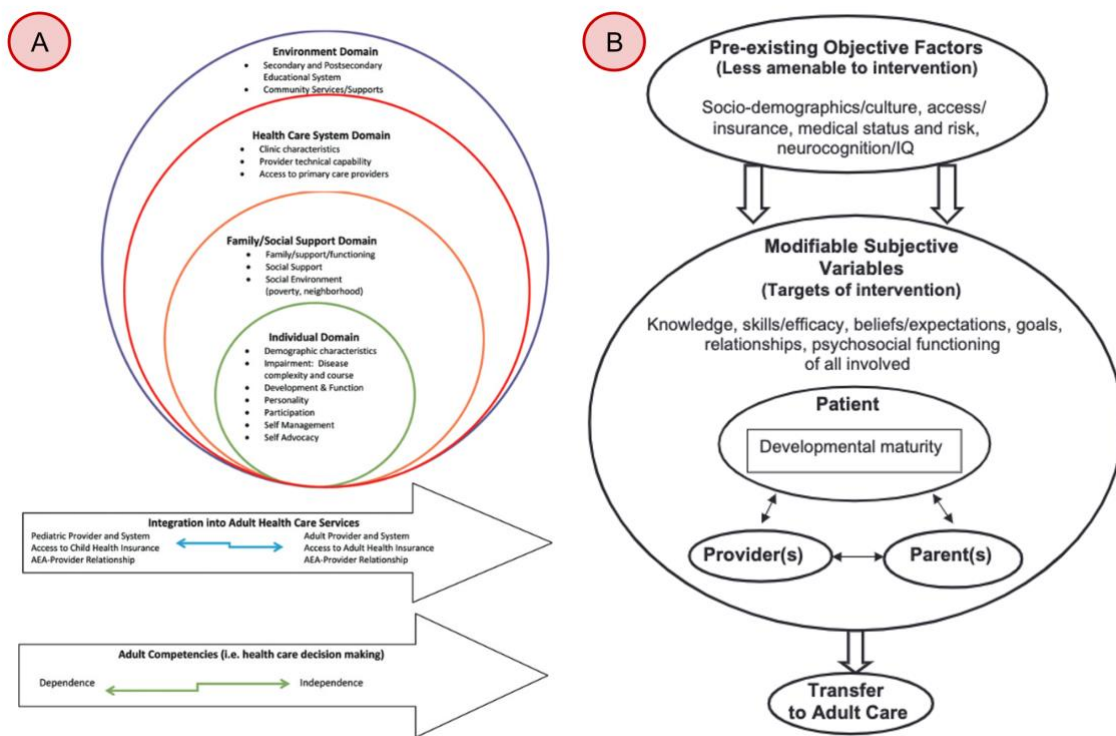 A
Environment Domain
• Secondary and Postsecondary
Educational System
• Community Services/Supports
Health Care System Domain
• Clinic characteristics
• Provider technical capability
• Access to primary care providers
Family/Social Support Domain
• Family/support/functioning
• Social Support
• Social Environment
(poverty, neighborhood)
Individual Domain
• Demographic characteristics
• Impairment: Disease
complexity and course
• Development & Function
• Personality
• Participation
• Self Management
• Self Advocacy
Integration into Adult Health Care Services
Pediatric Provider and System
Access to Child Health Insurance
AEA-Provider Relationship
Adult Provider and System
Access to Adult Health Insurance
AEA-Provider Relationship
Adult Competencies (i.e. health care decision making)
Dependence
Independence
B
Pre-existing Objective Factors
(Less amenable to intervention)
Socio-demographics/culture, access/
insurance, medical status and risk,
neurocognition/IQ
Modifiable Subjective
Variables
(Targets of intervention)
Knowledge, skills/efficacy, beliefs/expectations, goals,
relationships, psychosocial functioning
of all involved
Patient
Developmental maturity
Provider(s)
Parent(s)
Transfer
to Adult Care